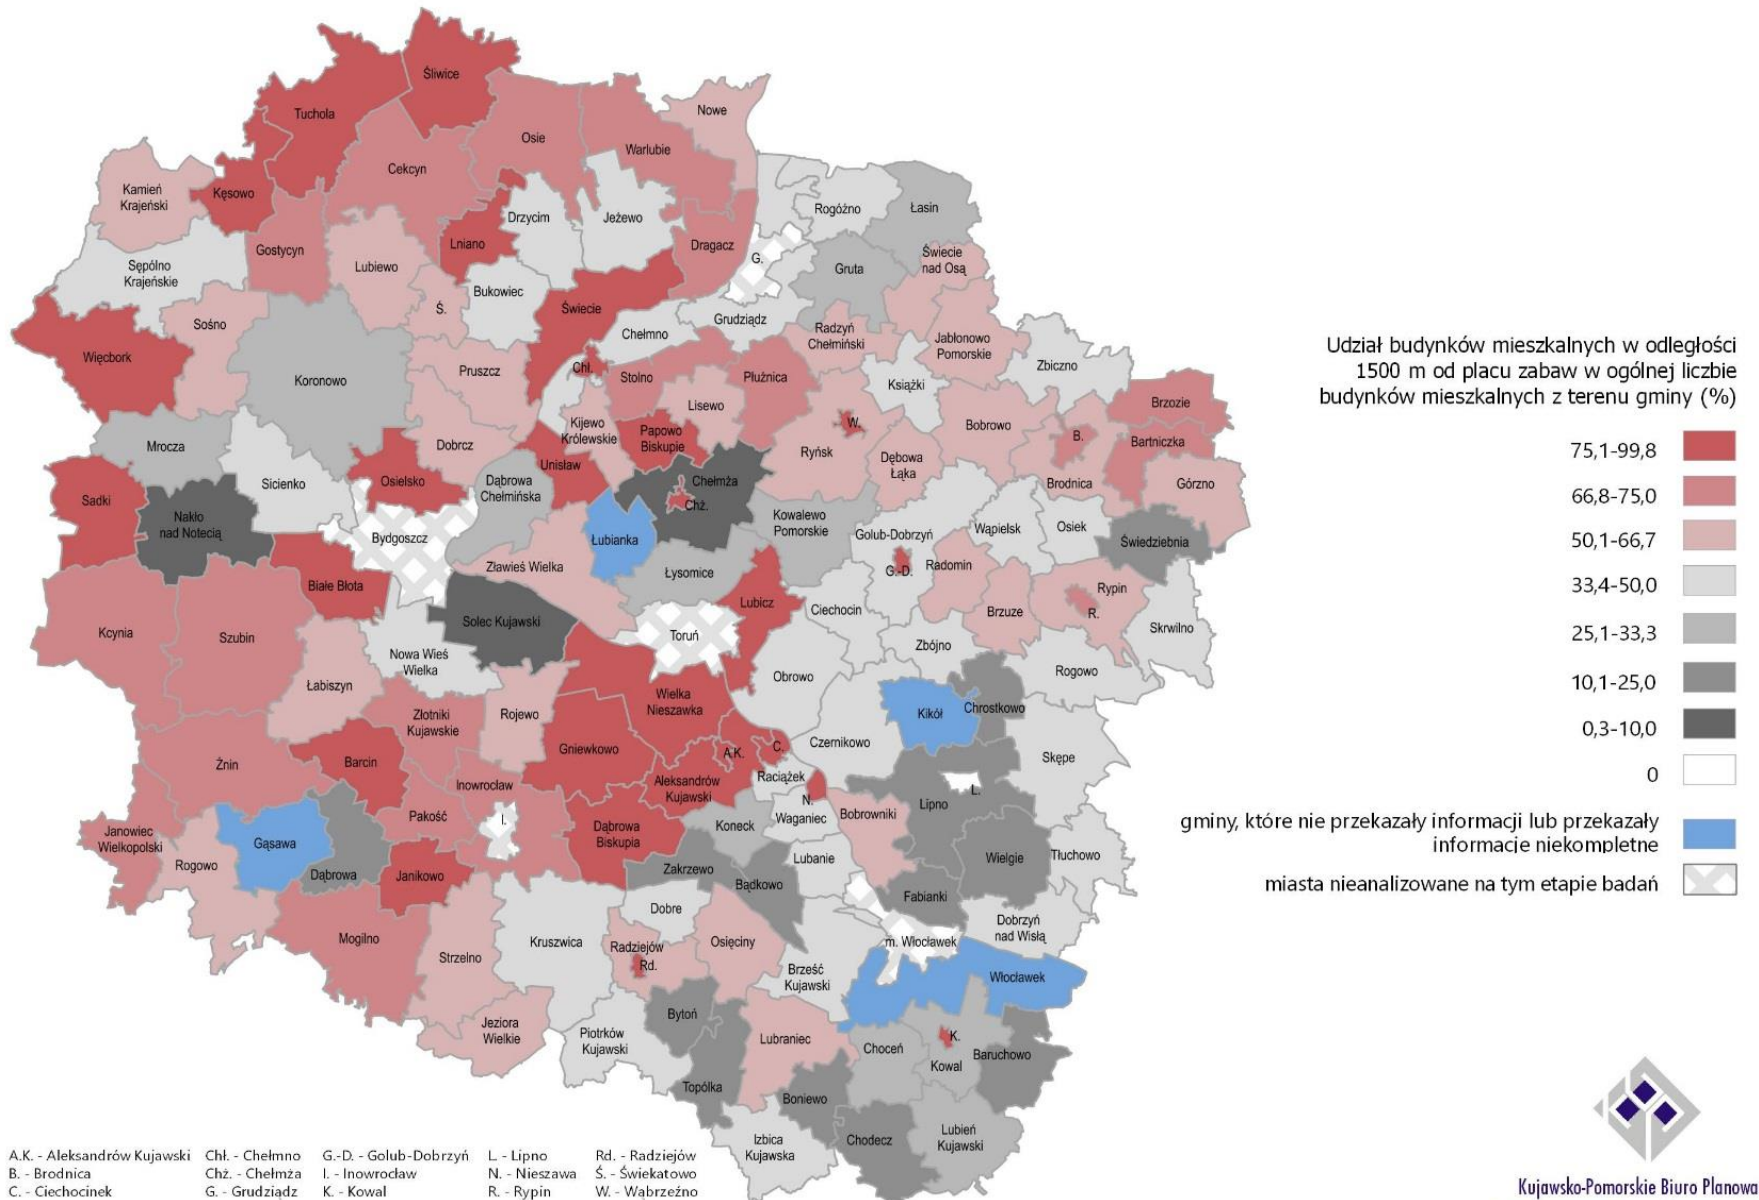 Śliwice
Tuchola
Nowe
Osie
Warlubie
Cekcyn
Kamień
Krajeński
Kęsowo
Rogóźno
Łasin
Drzycim
Jeżewo
Lniano
Dragacz
Gostycyn
Świecie
nad Osą
G.
Lubiewo
Sępólno
Krajeńskie
Gruta
Bukowiec
Ś.
Świecie
Sośno
Grudziądz
Chełmno
Radzyń
Chełmiński
Jabłonowo
Pomorskie
Więcbork
Zbiczno
Chł.
Pruszcz
Koronowo
Stolno
Płużnica
Książki
Brzozie
Lisewo
Kijewo
Królewskie
Papowo
Biskupie
W.
Bobrowo
B.
Bartniczka
Mrocza
Dobrcz
Ryńsk
Dębowa
Łąka
Unisław
Osielsko
Sicienko
Dąbrowa
Chełmińska
Chełmża
Brodnica
Górzno
Sadki
Chż.
Nakło
nad Notecią
Kowalewo
Pomorskie
Wąpielsk
Osiek
Bydgoszcz
Łubianka
Golub-Dobrzyń
Świedziebnia
Zławieś Wielka
Łysomice
G.-D.
Radomin
Białe Błota
Rypin
Lubicz
Ciechocin
Brzuze
R.
Solec Kujawski
Kcynia
Szubin
Toruń
Skrwilno
Zbójno
Nowa Wieś
Wielka
Rogowo
Obrowo
Łabiszyn
Wielka
Nieszawka
Kikół
Chrostkowo
Złotniki
Kujawskie
Rojewo
Czernikowo
Gniewkowo
A.K.
C.
Skępe
Żnin
Barcin
Raciążek
Inowrocław
Aleksandrów
Kujawski
L.
N.
Lipno
Janowiec
Wielkopolski
Pakość
I.
Dąbrowa
Biskupia
Koneck
Waganiec
Bobrowniki
Gąsawa
Rogowo
Lubanie
Wielgie
Tłuchowo
Dąbrowa
Janikowo
Zakrzewo
Bądkowo
Fabianki
Dobre
Dobrzyń
nad Wisłą
Mogilno
Kruszwica
Radziejów
Osięciny
m. Włocławek
Strzelno
Rd.
Brześć
Kujawski
Włocławek
Bytoń
Jeziora
Wielkie
Piotrków
Kujawski
Lubraniec
Choceń
K.
Kowal
Baruchowo
Topólka
Boniewo
Izbica
Kujawska
Chodecz
Lubień
Kujawski
Udział budynków mieszkalnych w odległości
1500 m od placu zabaw w ogólnej liczbie
budynków mieszkalnych z terenu gminy (%)
75,1-99,8
66,8-75,0
50,1-66,7
33,4-50,0
25,1-33,3
10,1-25,0
0,3-10,0
0
gminy, które nie przekazały informacji lub przekazały
informacje niekompletne
miasta nieanalizowane na tym etapie badań
A.K. - Aleksandrów Kujawski Chł. - Chełmno G.-D. - Golub-Dobrzyń L. - Lipno Rd. - Radziejów
B. - Brodnica Chż. - Chełmża I. - Inowrocław N. - Nieszawa Ś. - Świekatowo
C. - Ciechocinek G. - Grudziądz K. - Kowal R. - Rypin W. - Wąbrzeźno
Kujawsko-Pomorskie Biuro Planowa